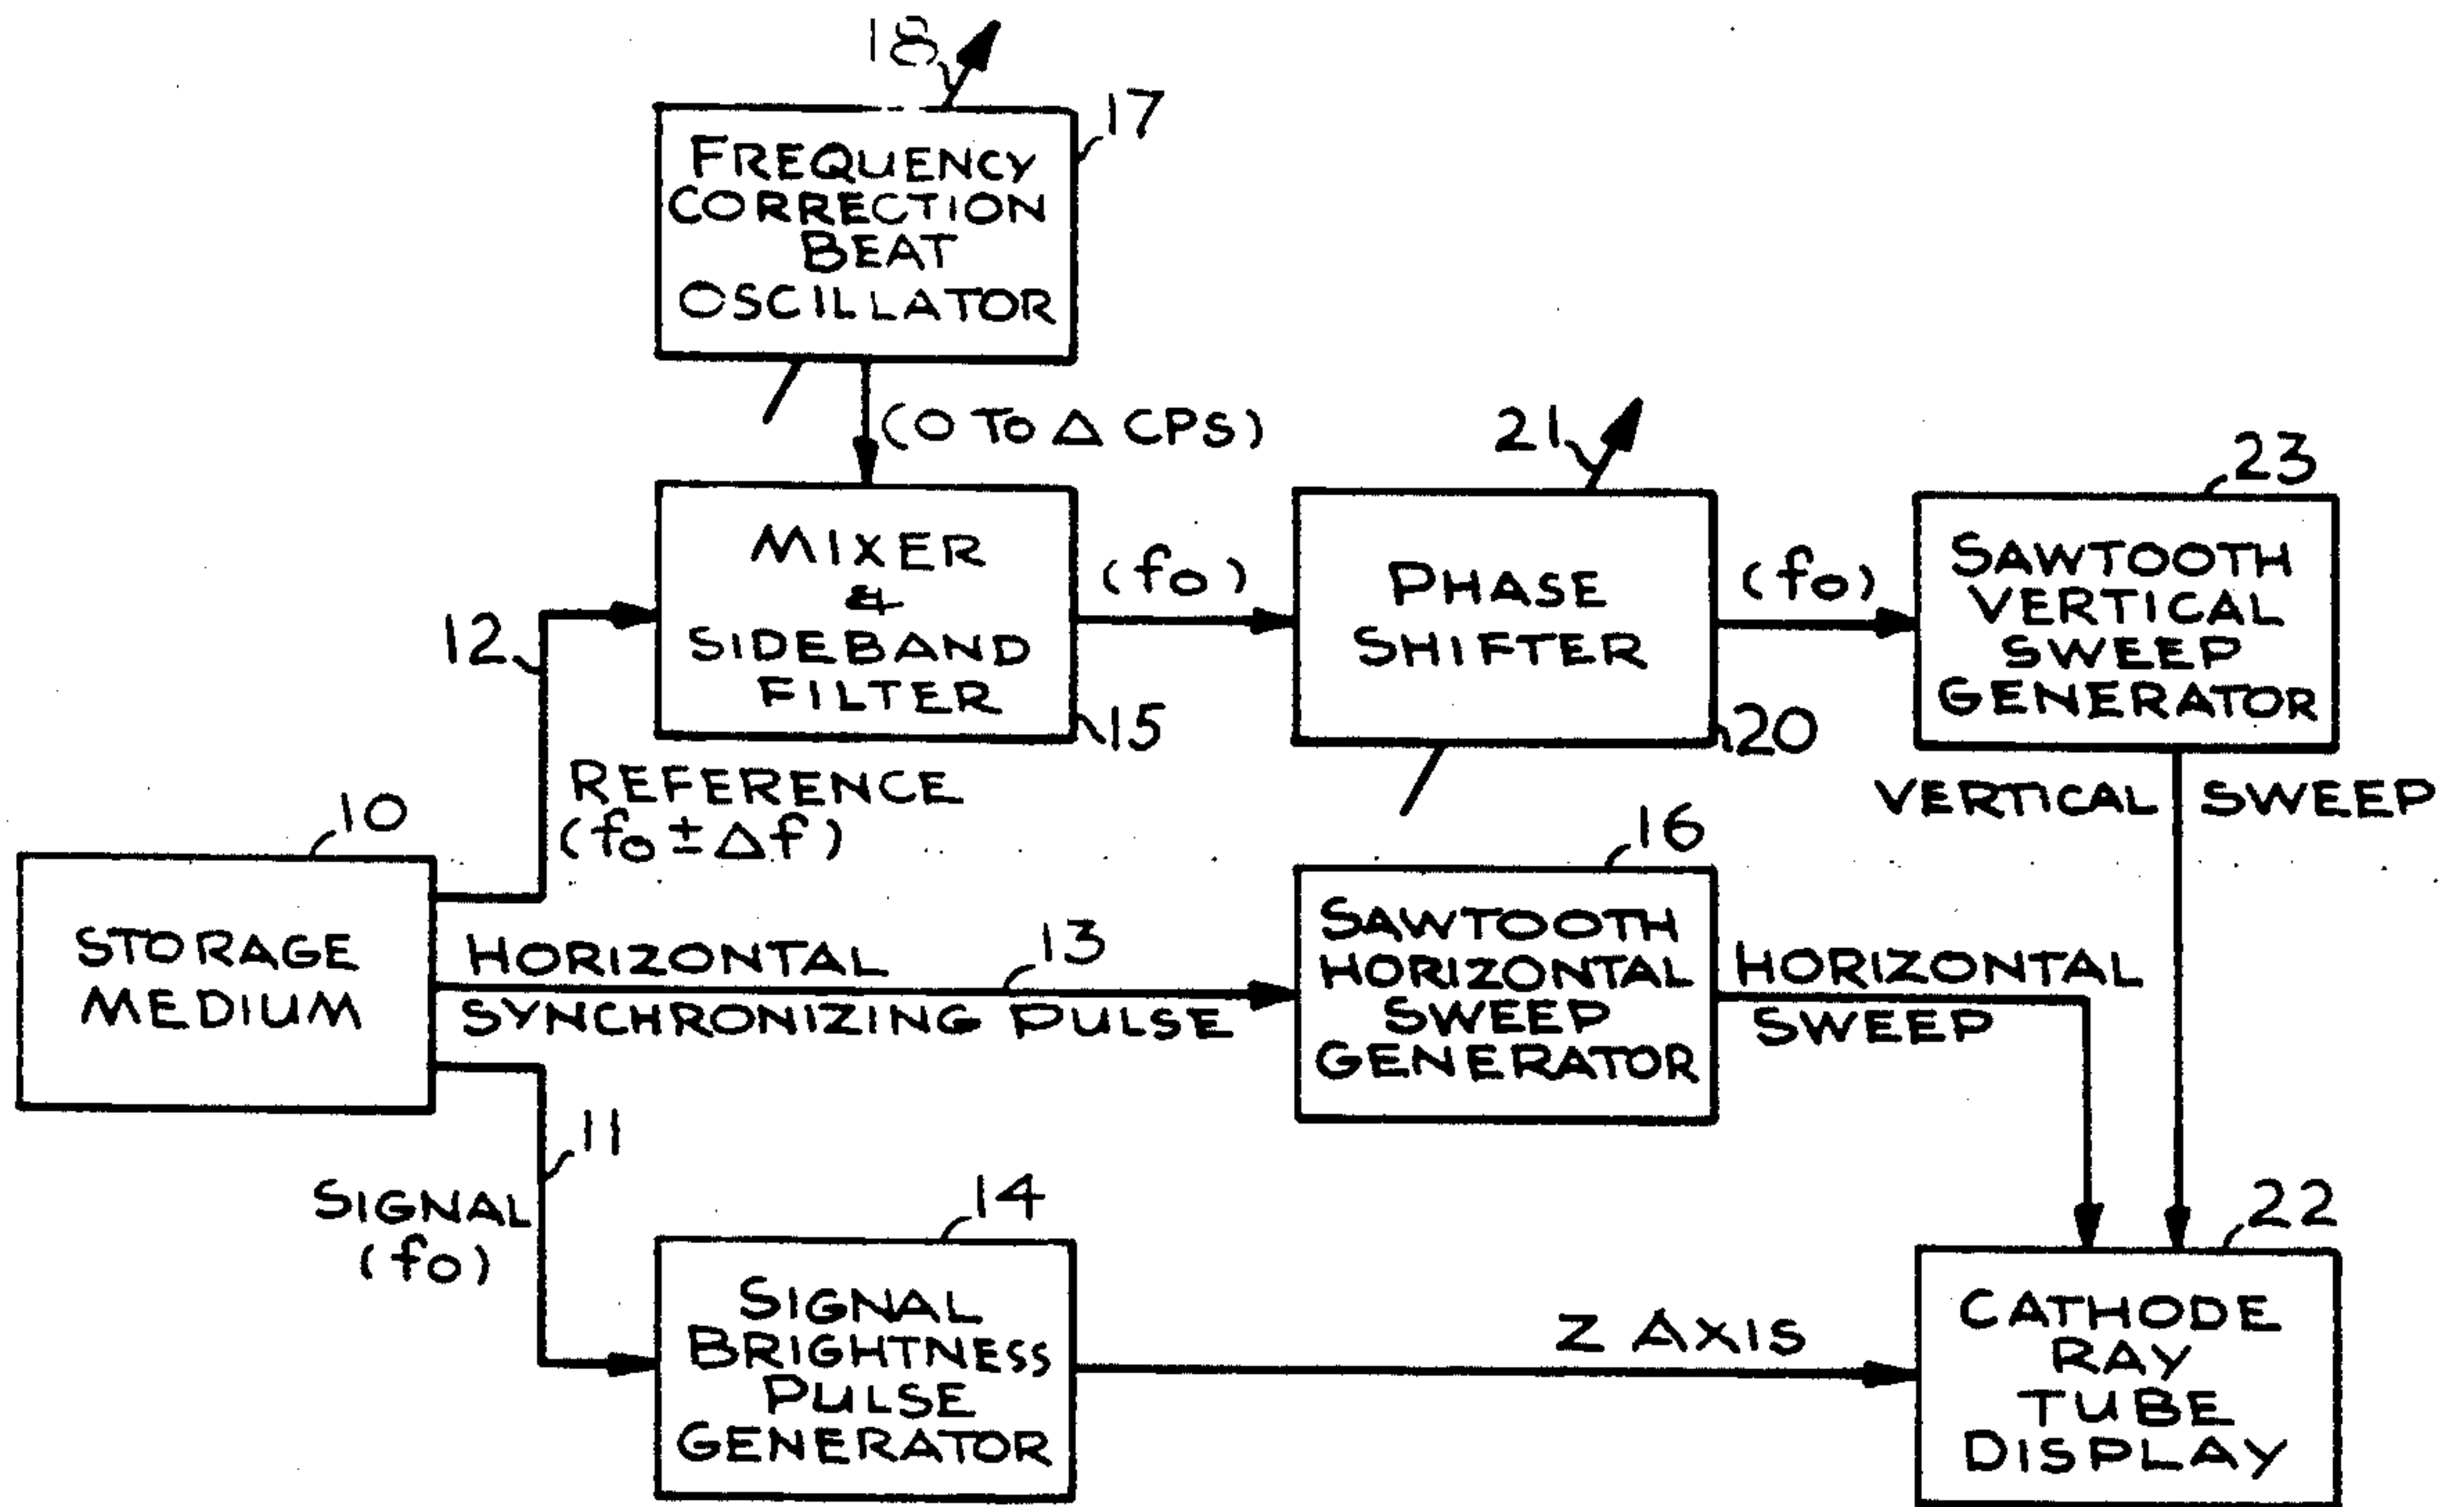 18
17
FREQUENCY
CORRECTION
BEAT
OSCILLATOR
(O TO Δ CPS)
21
23
MIXER
&
SIDEBAND
FILTER
15
12
(fo)
PHASE
SHIFTER
20
(fo)
SAWTOOTH
VERTICAL
SWEEP
GENERATOR
REFERENCE
(fo ± Δf)
VERTICAL SWEEP
10
STORAGE
MEDIUM
HORIZONTAL
SYNCHRONIZING PULSE
13
16
SAWTOOTH
HORIZONTAL
SWEEP
GENERATOR
HORIZONTAL
SWEEP
11
SIGNAL
(fo)
14
SIGNAL
BRIGHTNESS
PULSE
GENERATOR
Z AXIS
22
CATHODE
RAY
TUBE
DISPLAY